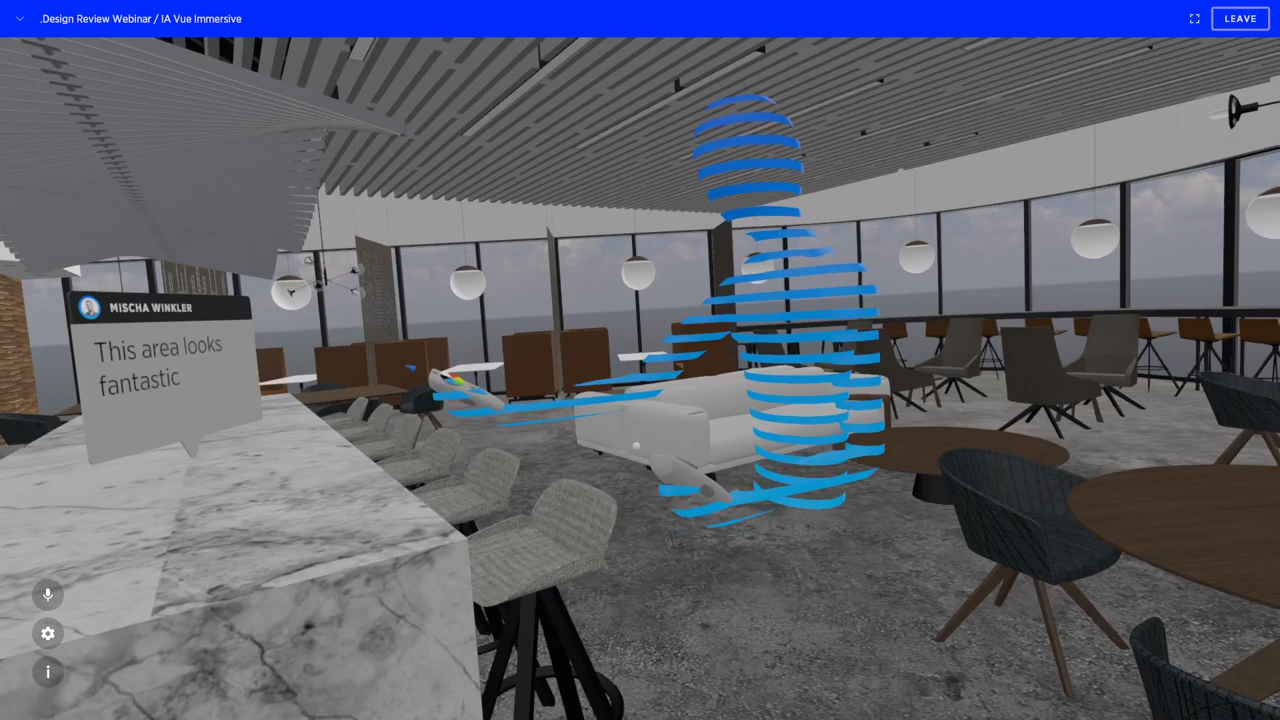 .Design Review Webinar / IA Vue Immersive
LEAVE
MISCHA WINKLER
This area looks
fantastic
i